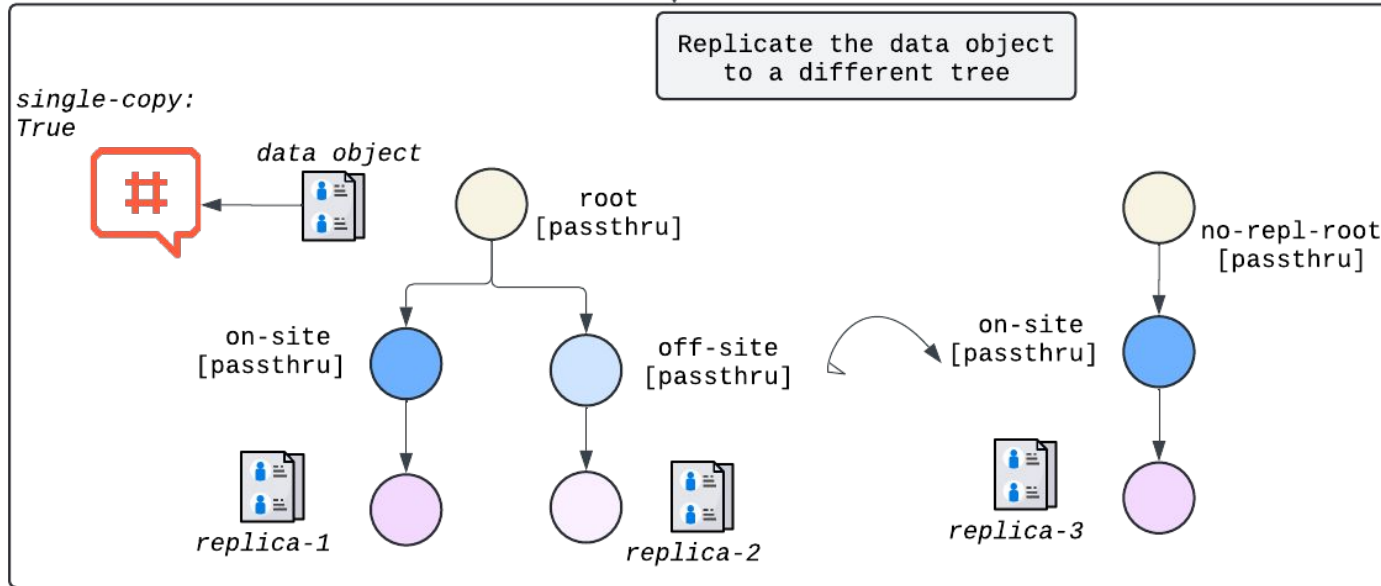 Replicate the data object
to a different tree
single-copy:
True
data object
#
root
[passthru]
no-repl-root
[passthru]
on-site
[passthru]
off-site
[passthru]
on-site
[passthru]
replica-1
replica-2
replica-3